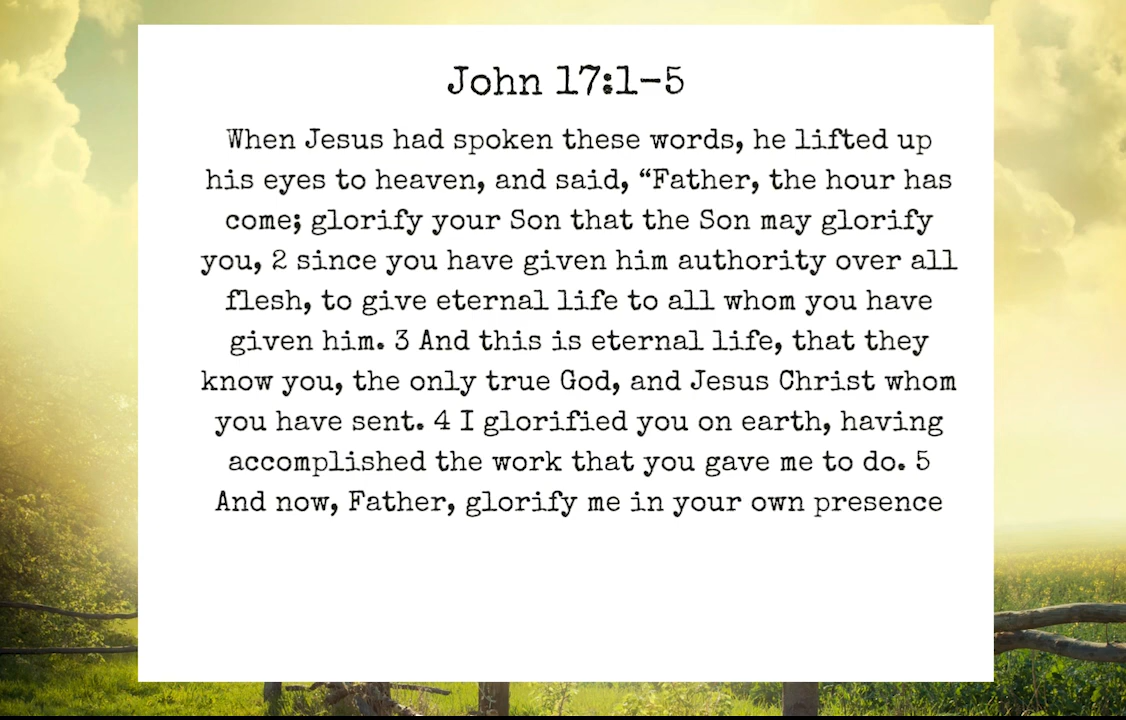 John 17:1-5
When Jesus had spoken these words, he lifted up
his eyes to heaven, and said, “Father, the hour has
come; glorify your Son that the Son may glorify
you, 2 since you have given him authority over all
flesh, to give eternal life to all whom you have
given him. 3 And this is eternal life, that they
know you, the only true God, and Jesus Christ whom
you have sent. 4 I glorified you on earth, having
accomplished the work that you gave me to do. 5
And now, Father, glorify me in your own presence